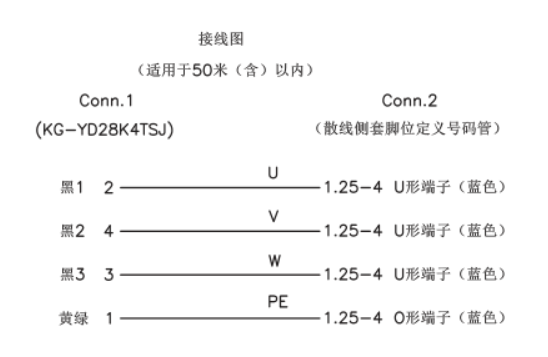 接线图
（适用于50米（含）以内）
Conn.1 Conn.2
(KG-YD28K4TSJ) （散线侧套脚位定义号码管）
黑1 2 U 1.25-4 U形端子（蓝色）
黑2 4 V 1.25-4 U形端子（蓝色）
黑3 3 W 1.25-4 U形端子（蓝色）
黄绿 1 PE 1.25-4 O形端子（蓝色）